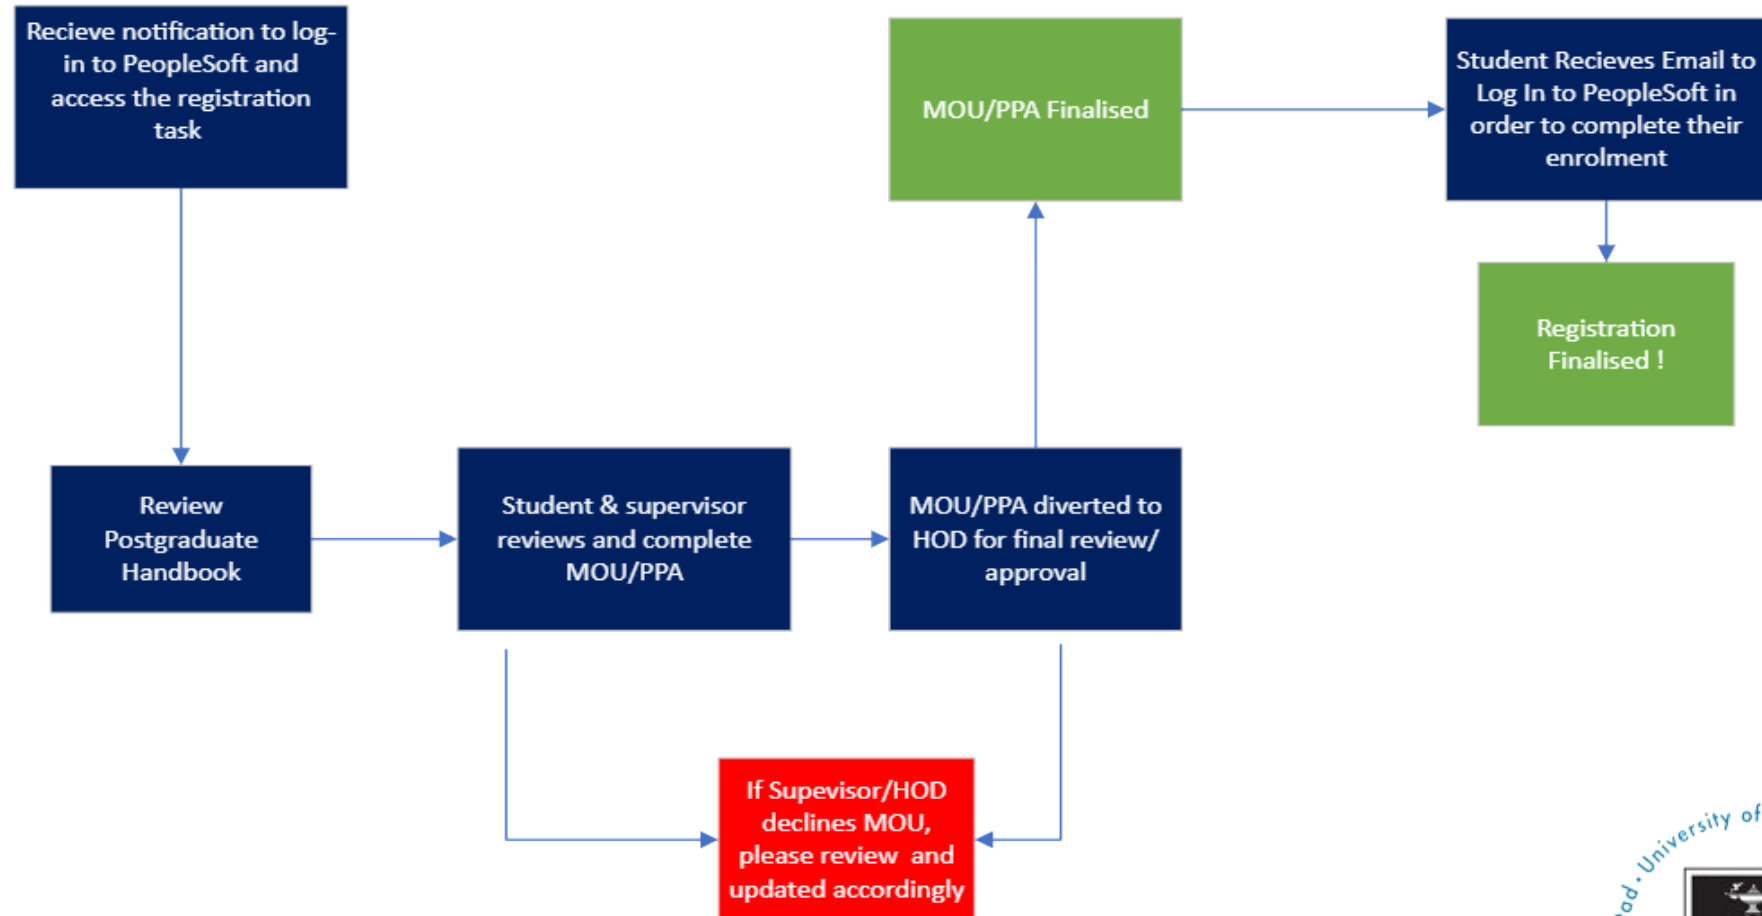 Recieve notification to log-
in to PeopleSoft and
access the registration
task
Review
Postgraduate
Handbook
Student & supervisor
reviews and complete
MOU/PPA
MOU/PPA diverted to
HOD for final review/
approval
If Supevisor/HOD
declines MOU,
please review and
updated accordingly
MOU/PPA Finalised
Student Recieves Email to
Log In to PeopleSoft in
order to complete their
enrolment
Registration
Finalised !
University of